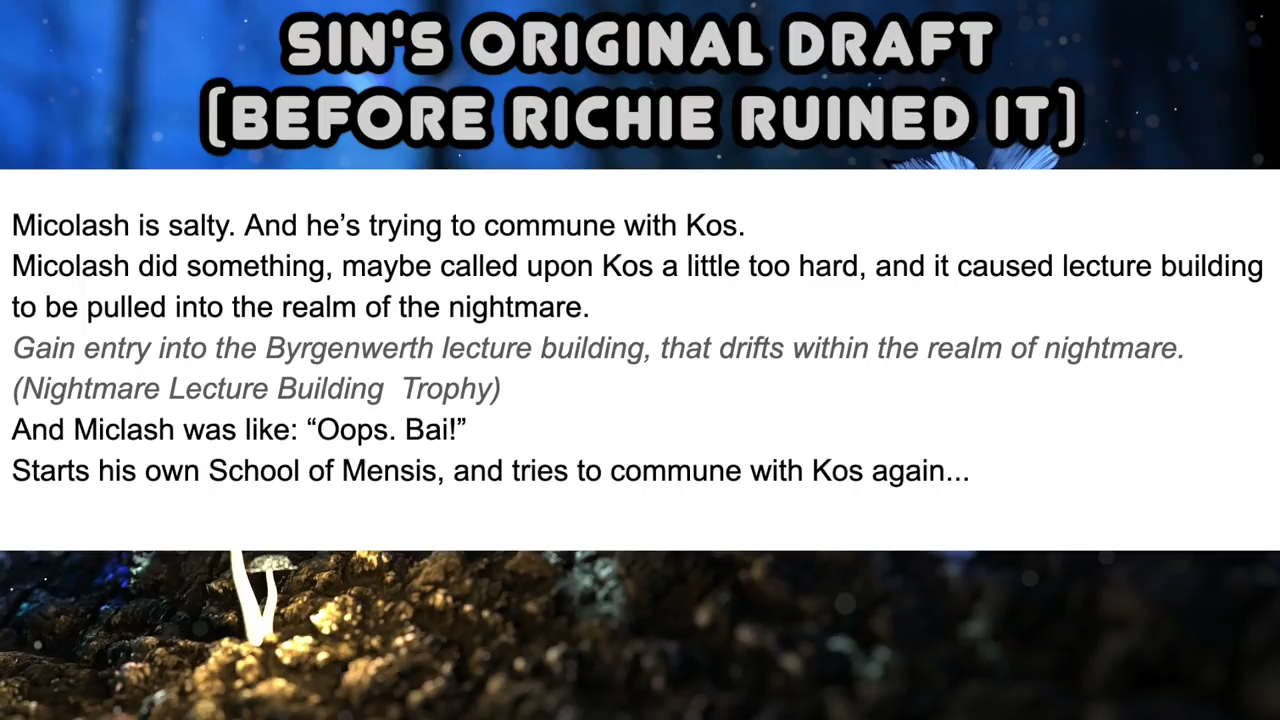 SIN'S ORIGINAL DRAFT
(BEFORE RICHIE RUINED IT)
Micolash is salty. And he’s trying to commune with Kos.
Micolash did something, maybe called upon Kos a little too hard, and it caused lecture building
to be pulled into the realm of the nightmare.
Gain entry into the Byrgenwerth lecture building, that drifts within the realm of nightmare.
(Nightmare Lecture Building  Trophy)
And Miclash was like: “Oops. Bai!”
Starts his own School of Mensis, and tries to commune with Kos again...